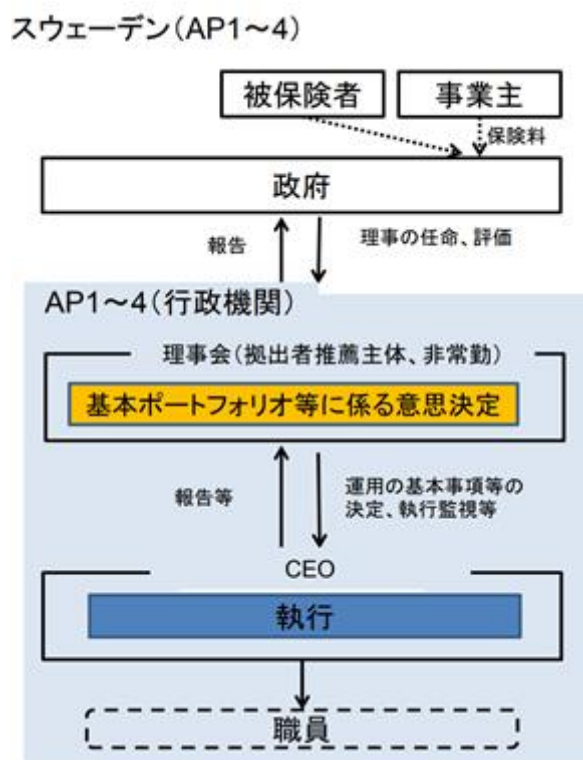 スウェーデン(AP1～4)
被保険者
事業主
保険料
政府
報告
理事の任命、評価
AP1～4(行政機関)
理事会(拠出者推薦主体、非常勤)
基本ポートフォリオ等に係る意思決定
報告等
運用の基本事項等の
決定、執行監視等
CEO
執行
職員